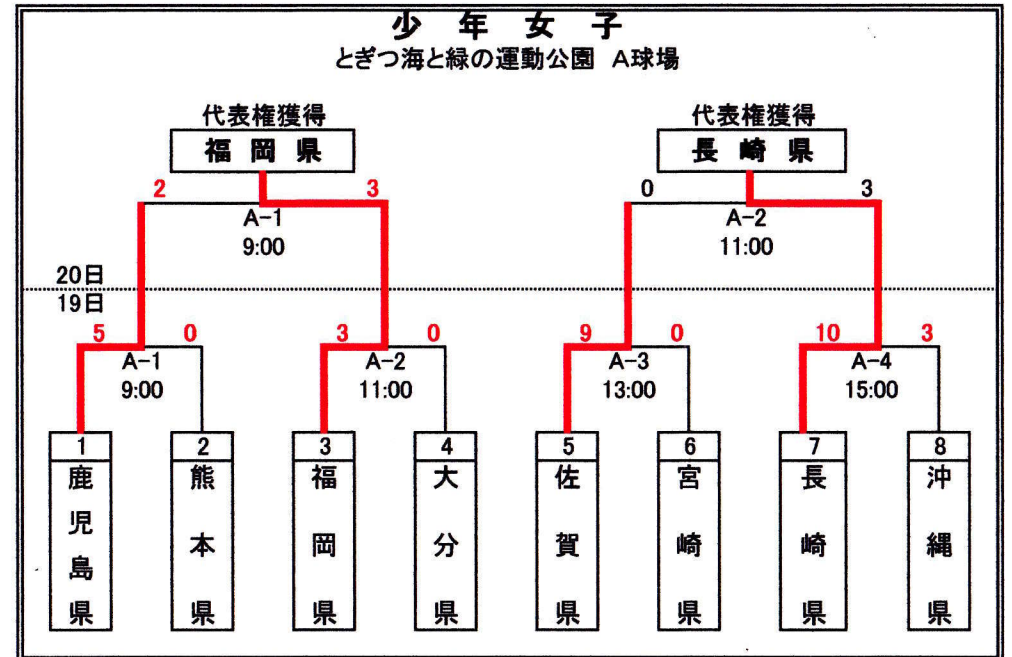 少年女子
とぎつ海と緑の運動公園 A球場
代表権獲得 代表権獲得
福岡県 長崎県
2 3 0 3
A-1 A-2
9:00 11:00
20日
19日
5 0 3 0 9 0 10 3
A-1 A-2 A-3 A-4
9:00 11:00 13:00 15:00
1 2 3 4 5 6 7 8
鹿児島県
熊本県
福岡県
大分県
佐賀県
宮崎県
長崎県
沖縄県